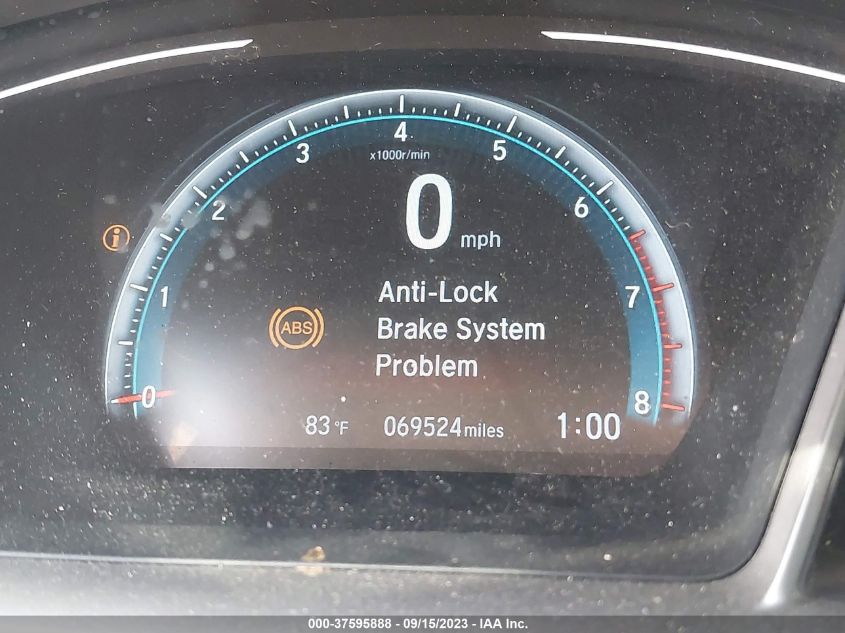 4
3
5
x1000r/min
2
0 mph
6
i
Anti-Lock
1
7
ABS
Brake System
Problem
0
8
83°F
069524 miles
1:00
000-37595888 - 09/15/2023 - IAA Inc.